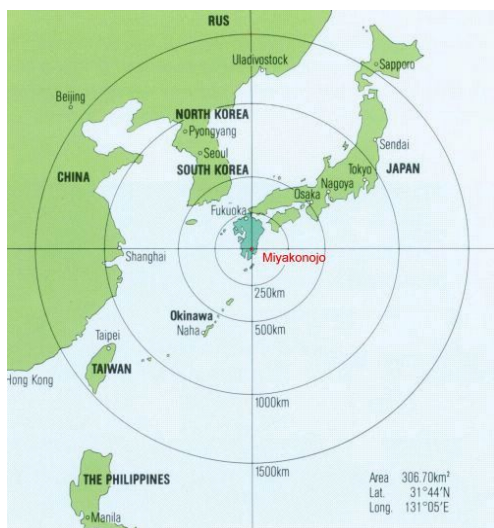 RUS
Uladivostock
Sapporo
Beijing
NORTH KOREA
Pyongyang
Sendai
Seoul
CHINA
SOUTH KOREA
Tokyo
JAPAN
Nagoya
Osaka
Fukuoka
Shanghai
Miyakonojo
250km
Okinawa
Naha
500km
Taipei
TAIWAN
Hong Kong
1000km
1500km
THE PHILIPPINES
Manila
Area 306.70km²
Lat. 31°44'N
Long. 131°05'E